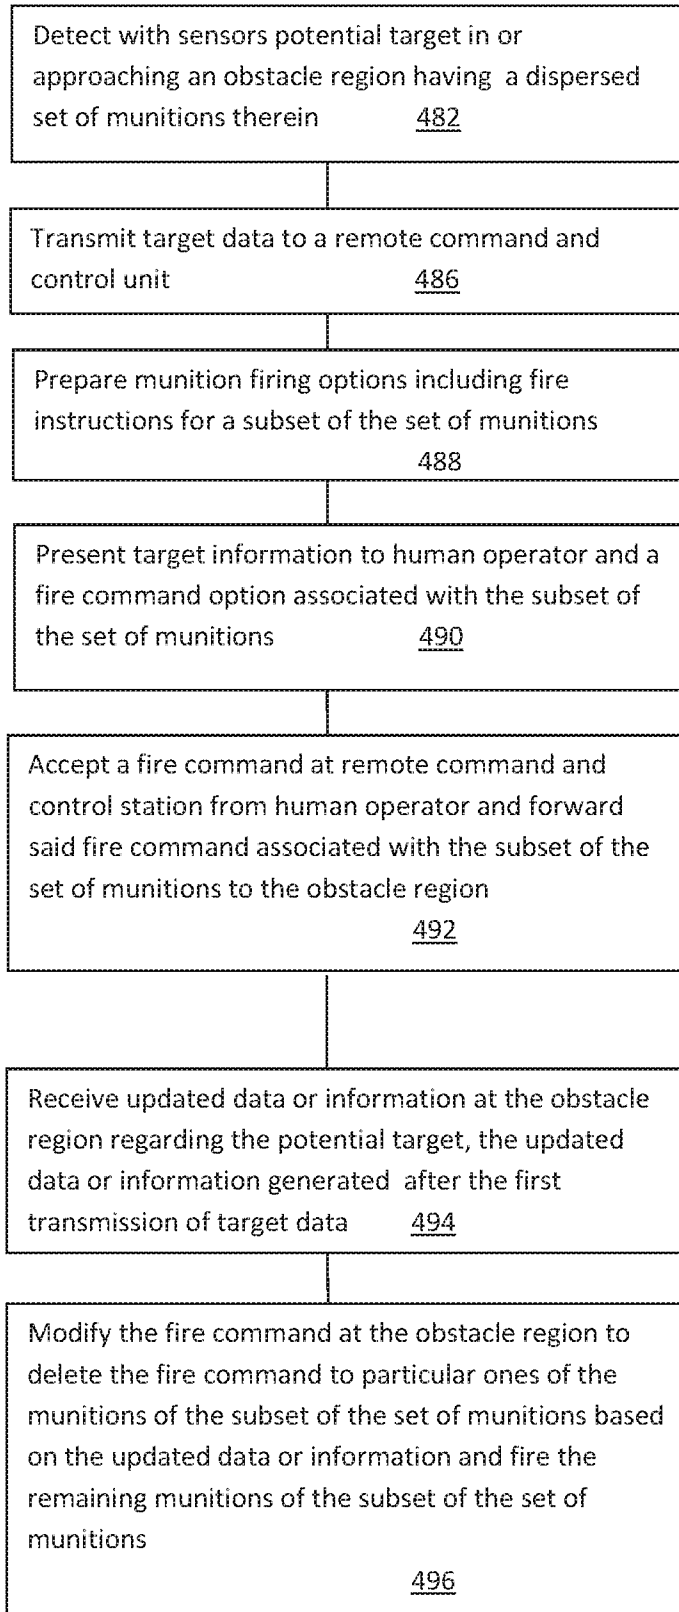 Detect with sensors potential target in or
approaching an obstacle region having a dispersed
set of munitions therein 482
Transmit target data to a remote command and
control unit 486
Prepare munition firing options including fire
instructions for a subset of the set of munitions
488
Present target information to human operator and a
fire command option associated with the subset of
the set of munitions 490
Accept a fire command at remote command and
control station from human operator and forward
said fire command associated with the subset of the
set of munitions to the obstacle region
492
Receive updated data or information at the obstacle
region regarding the potential target, the updated
data or information generated after the first
transmission of target data 494
Modify the fire command at the obstacle region to
delete the fire command to particular ones of the
munitions of the subset of the set of munitions based
on the updated data or information and fire the
remaining munitions of the subset of the set of
munitions
496